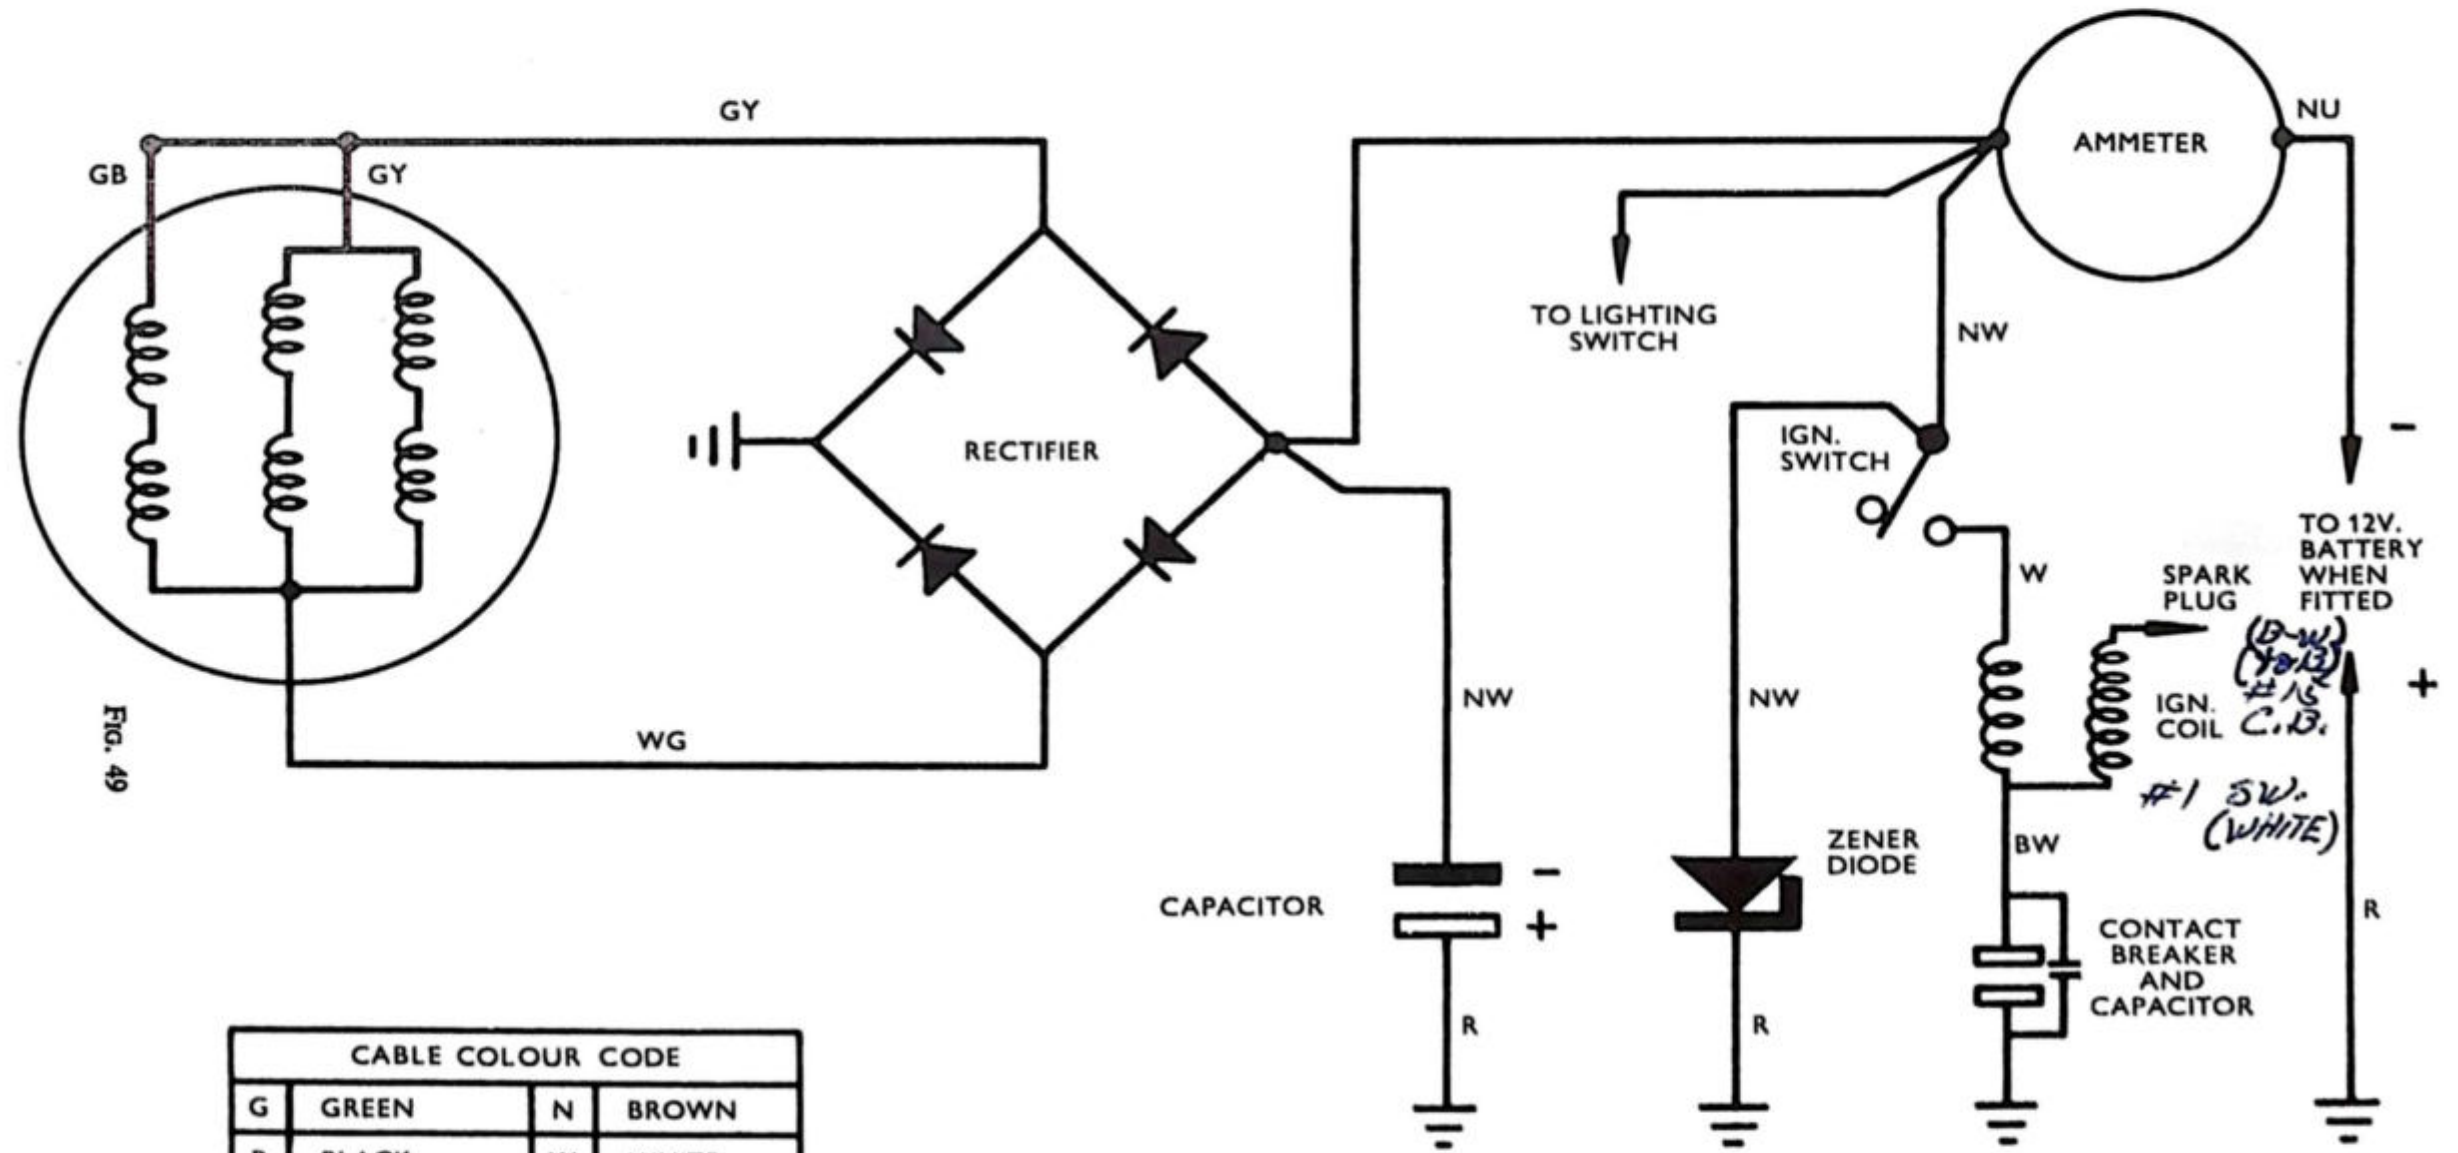 GY
NU
AMMETER
GB
GY
TO LIGHTING
SWITCH
NW
RECTIFIER
IGN.
SWITCH
−
TO 12V.
BATTERY
WHEN
FITTED
W
SPARK
PLUG
(B-W)
+
IGN.
COIL
C.B.
NW
NW
WG
FIG. 49
#1 SW.
(WHITE)
BW
ZENER
DIODE
CAPACITOR
−
+
R
CONTACT
BREAKER
AND
CAPACITOR
R
R
CABLE COLOUR CODE
G GREEN N BROWN